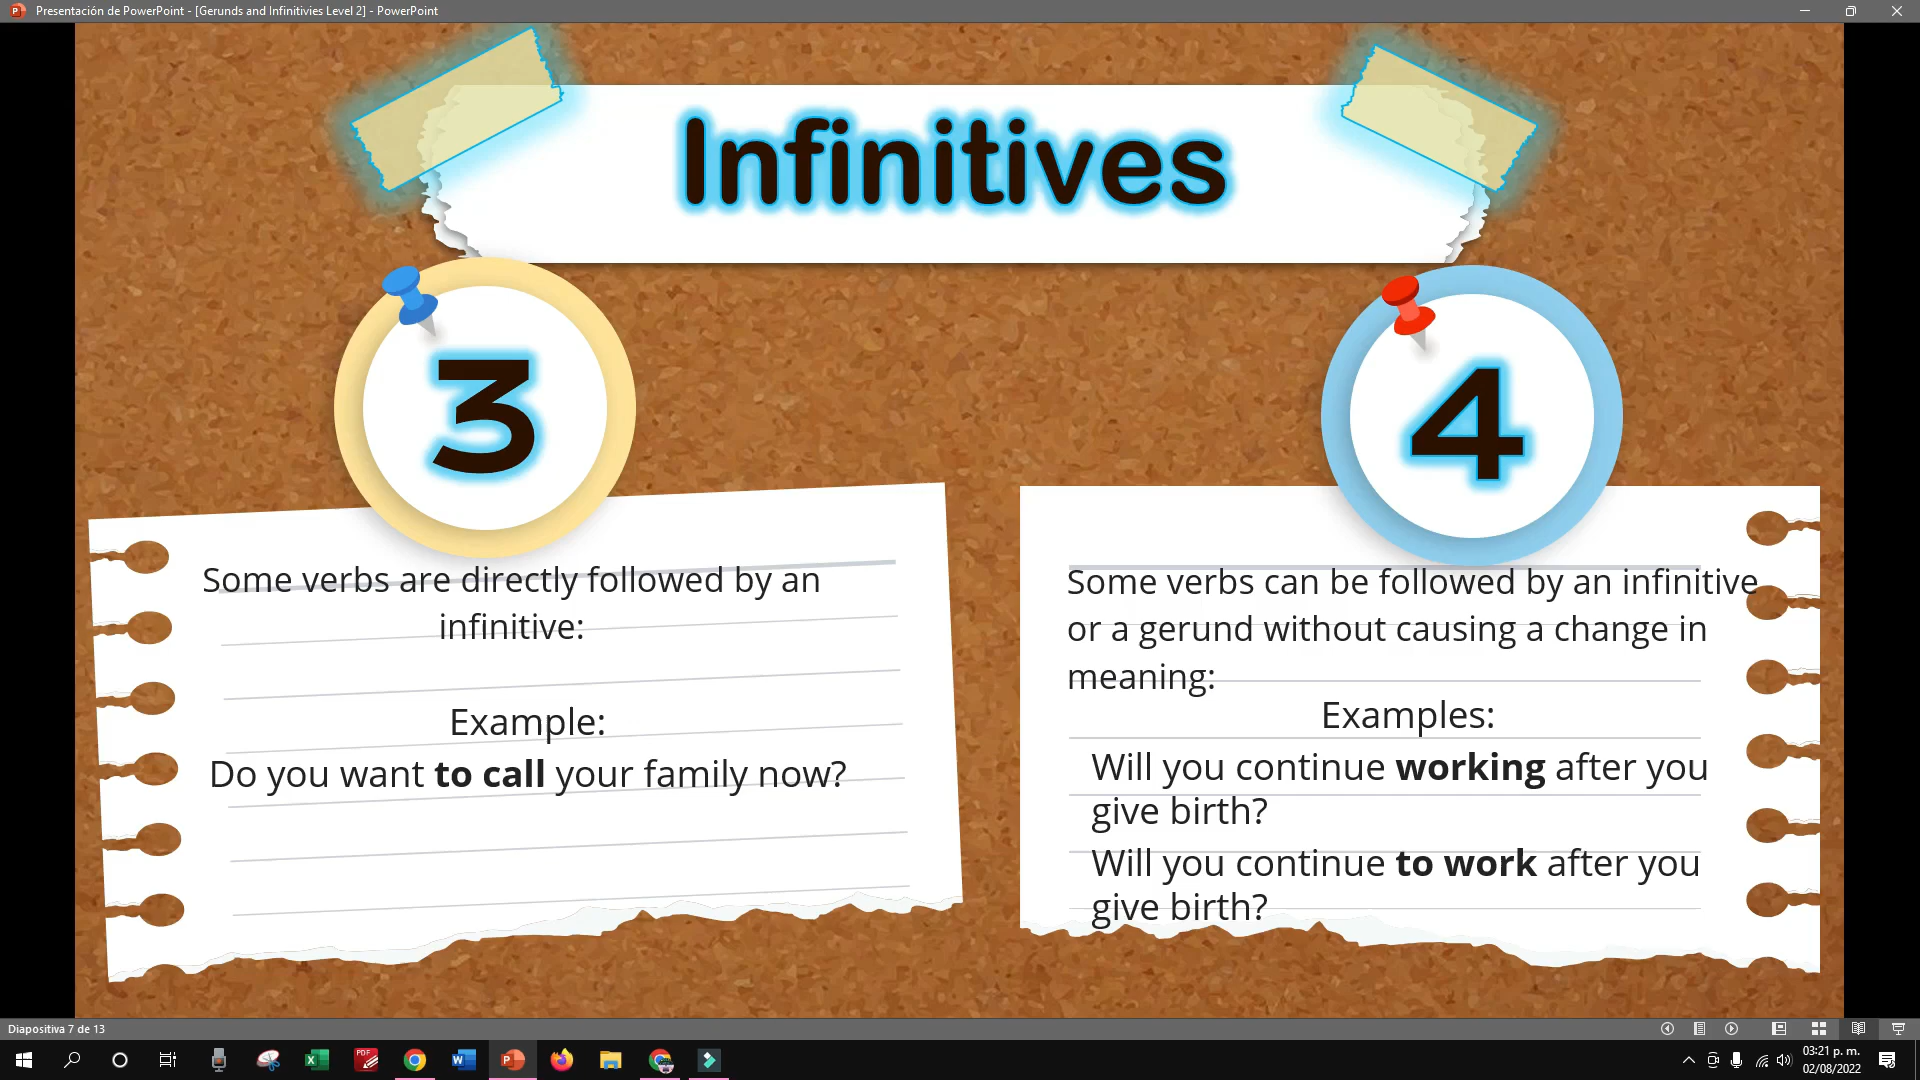 Presentación de PowerPoint - [Gerunds and Infinitivies Level 2] - PowerPoint
Infinitives
3
Some verbs are directly followed by an
infinitive:
Example:
Do you want to call your family now?
4
Some verbs can be followed by an infinitive
or a gerund without causing a change in
meaning:
Examples:
Will you continue working after you
give birth?
Will you continue to work after you
give birth?
Diapositiva 7 de 13
PDF
03:21 p. m.
02/08/2022